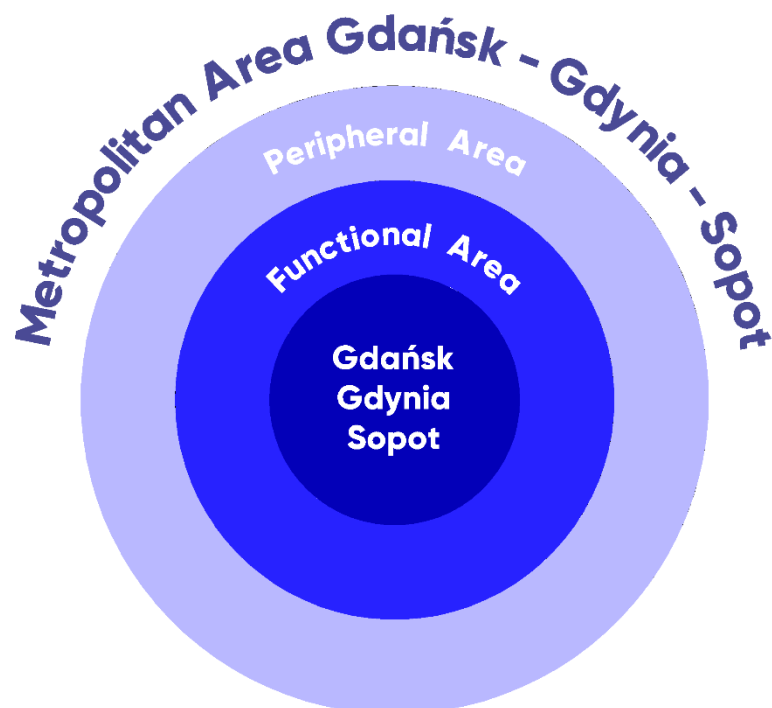 Metropolitan Area Gdańsk - Gdynia - Sopot
Peripheral Area
Functional Area
Gdańsk
Gdynia
Sopot